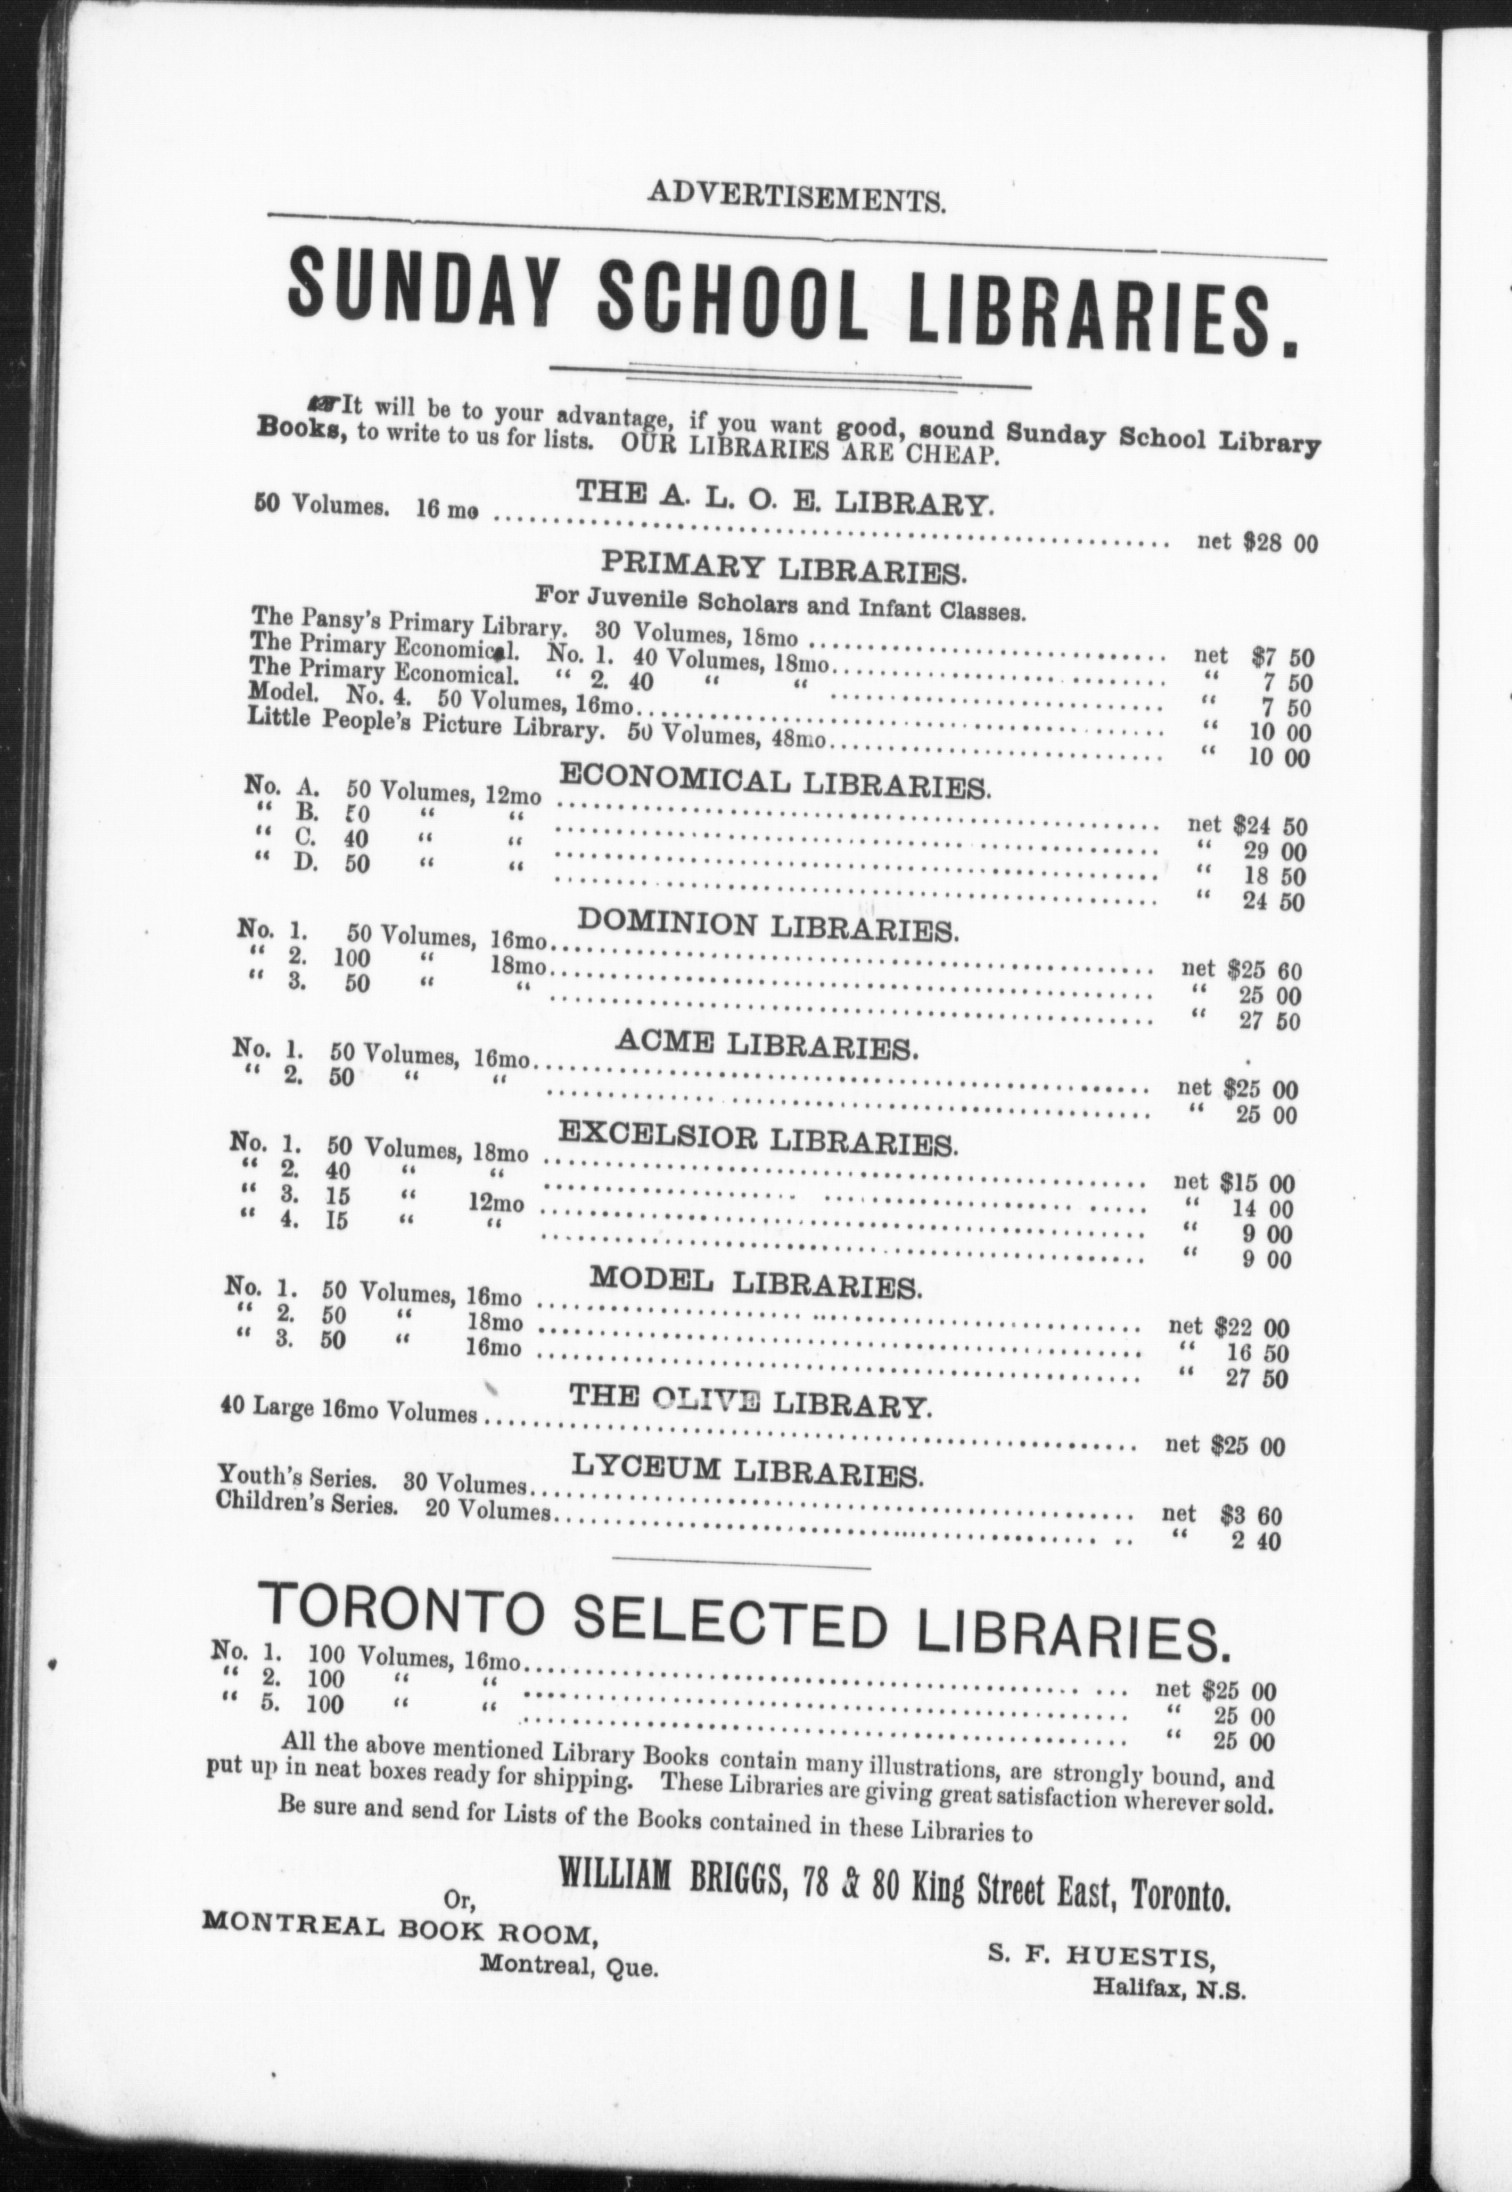 ADVERTISEMENTS.
SUNDAY SCHOOL LIBRARIES.
☞It will be to your advantage, if you want good, sound Sunday School Library
Books, to write to us for lists. OUR LIBRARIES ARE CHEAP.
THE A. L. O. E. LIBRARY.
50 Volumes. 16 mo .......... net $28 00
PRIMARY LIBRARIES.
For Juvenile Scholars and Infant Classes.
The Pansy's Primary Library. 30 Volumes, 18mo .......... net $7 50
The Primary Economical. No. 1. 40 Volumes, 18mo .......... “ 7 50
The Primary Economical. “ 2. 40 “ “ .......... “ 7 50
Model. No. 4. 50 Volumes, 16mo .......... “ 10 00
Little People's Picture Library. 50 Volumes, 48mo .......... “ 10 00
ECONOMICAL LIBRARIES.
No. A. 50 Volumes, 12mo .......... net $24 50
“ B. 50 “ “ .......... “ 29 00
“ C. 40 “ “ .......... “ 18 50
“ D. 50 “ “ .......... “ 24 50
DOMINION LIBRARIES.
No. 1. 50 Volumes, 16mo .......... net $25 60
“ 2. 100 “ 18mo .......... “ 25 00
“ 3. 50 “ “ .......... “ 27 50
ACME LIBRARIES.
No. 1. 50 Volumes, 16mo .......... net $25 00
“ 2. 50 “ “ .......... “ 25 00
EXCELSIOR LIBRARIES.
No. 1. 50 Volumes, 18mo .......... net $15 00
“ 2. 40 “ “ .......... “ 14 00
“ 3. 15 “ 12mo .......... “ 9 00
“ 4. 15 “ “ .......... “ 9 00
MODEL LIBRARIES.
No. 1. 50 Volumes, 16mo .......... net $22 00
“ 2. 50 “ 18mo .......... “ 16 50
“ 3. 50 “ 16mo .......... “ 27 50
THE OLIVE LIBRARY.
40 Large 16mo Volumes .......... net $25 00
LYCEUM LIBRARIES.
Youth's Series. 30 Volumes .......... net $3 60
Children's Series. 20 Volumes .......... “ 2 40
TORONTO SELECTED LIBRARIES.
No. 1. 100 Volumes, 16mo .......... net $25 00
“ 2. 100 “ “ .......... “ 25 00
“ 5. 100 “ “ .......... “ 25 00
All the above mentioned Library Books contain many illustrations, are strongly bound, and
put up in neat boxes ready for shipping. These Libraries are giving great satisfaction wherever sold.
Be sure and send for Lists of the Books contained in these Libraries to
WILLIAM BRIGGS, 78 & 80 King Street East, Toronto.
Or,
MONTREAL BOOK ROOM,
Montreal, Que.
S. F. HUESTIS,
Halifax, N.S.